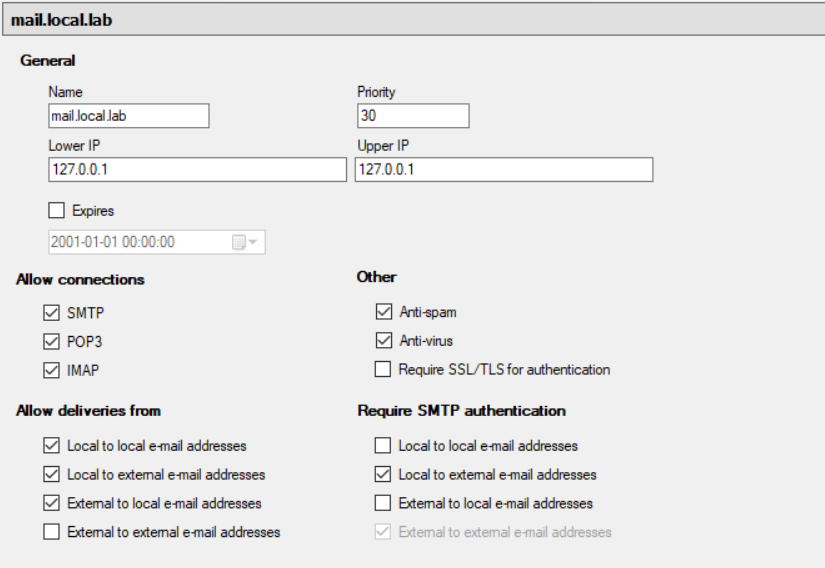 mail.local.lab
General
Name Priority
mail.local.lab 30
Lower IP Upper IP
127.0.0.1 127.0.0.1
Expires
2001-01-01 00:00:00
Allow connections Other
SMTP Anti-spam
POP3 Anti-virus
IMAP Require SSL/TLS for authentication
Allow deliveries from Require SMTP authentication
Local to local e-mail addresses Local to local e-mail addresses
Local to external e-mail addresses Local to external e-mail addresses
External to local e-mail addresses External to local e-mail addresses
External to external e-mail addresses External to external e-mail addresses